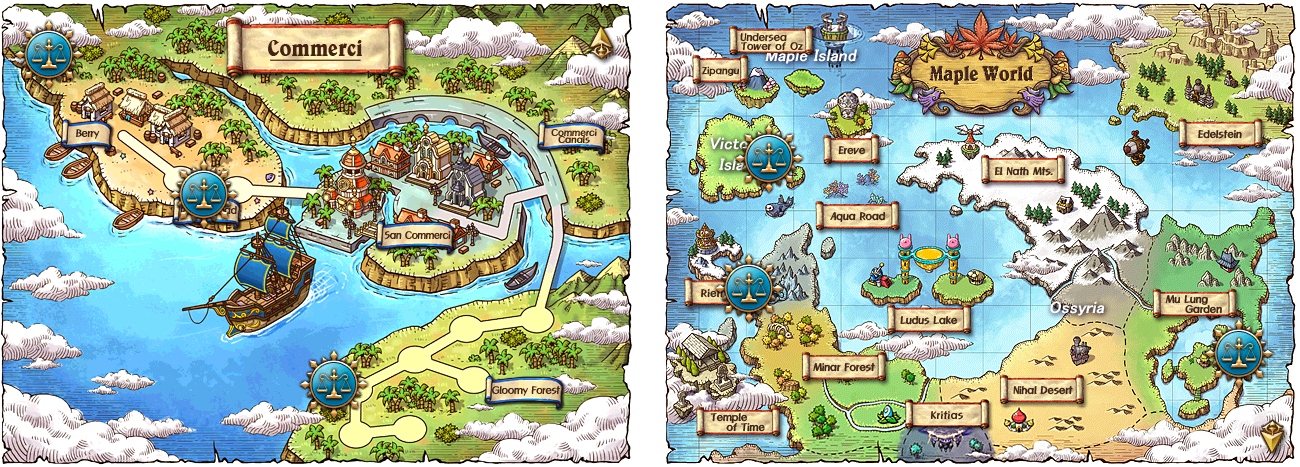 Commerci
Berry
Commerci
Canals
San Commerci
Gloomy Forest
Maple World
Undersea
Tower of Oz
Maple Island
Zipangu
Edelstein
Ereve
El Nath Mts.
Aqua Road
Mu Lung
Garden
Ossyria
Ludus Lake
Minar Forest
Nihal Desert
Kritias
Temple
of Time